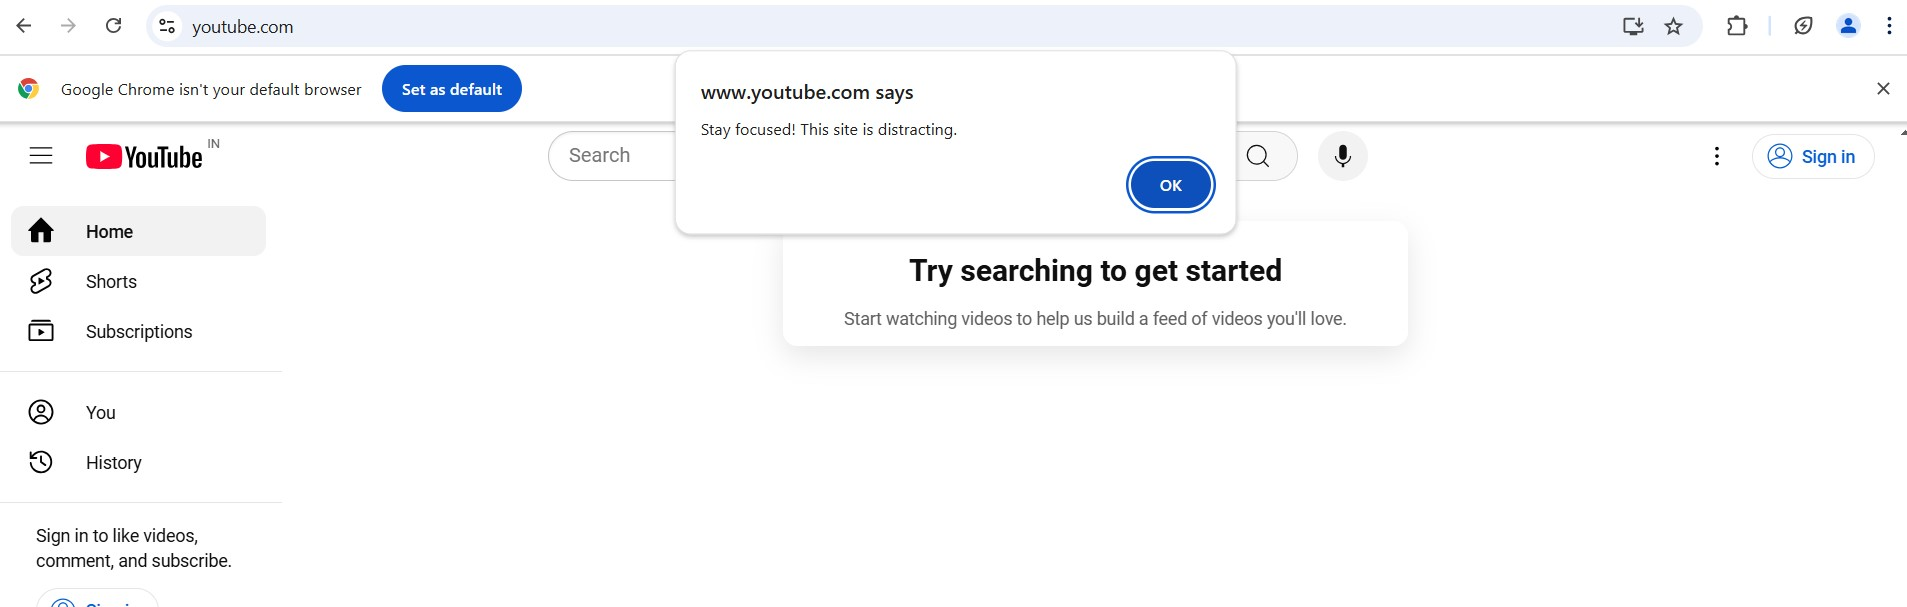 youtube.com
Google Chrome isn't your default browser
Set as default
www.youtube.com says
Stay focused! This site is distracting.
OK
YouTube IN
Search
Sign in
Home
Shorts
Subscriptions
Try searching to get started
Start watching videos to help us build a feed of videos you'll love.
You
History
Sign in to like videos,
comment, and subscribe.